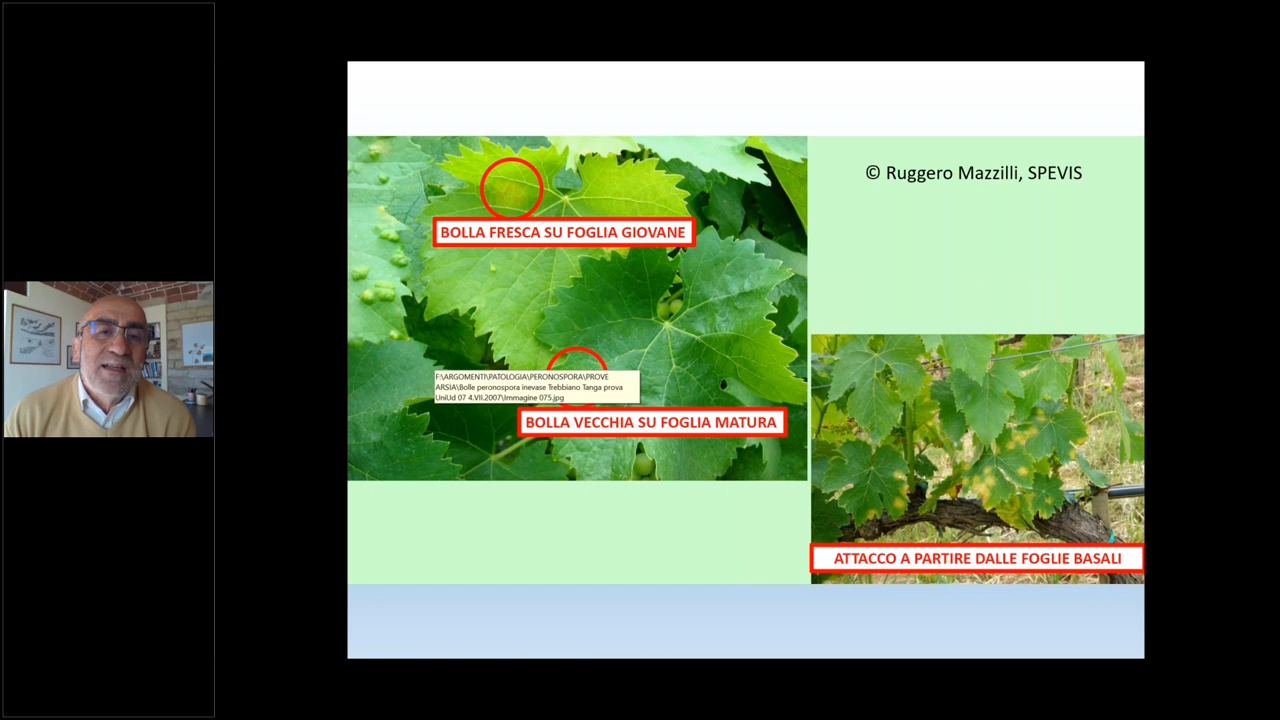 © Ruggero Mazzilli, SPEVIS
BOLLA FRESCA SU FOGLIA GIOVANE
F:\ARGOMENTI\PATOLOGIA\PERONOSPORA\PROVE
ARSIA\Bolle peronospora inevase Trebbiano Tanga prova
UniUd 07 4.VII.2007\Immagine 075.jpg
BOLLA VECCHIA SU FOGLIA MATURA
ATTACCO A PARTIRE DALLE FOGLIE BASALI